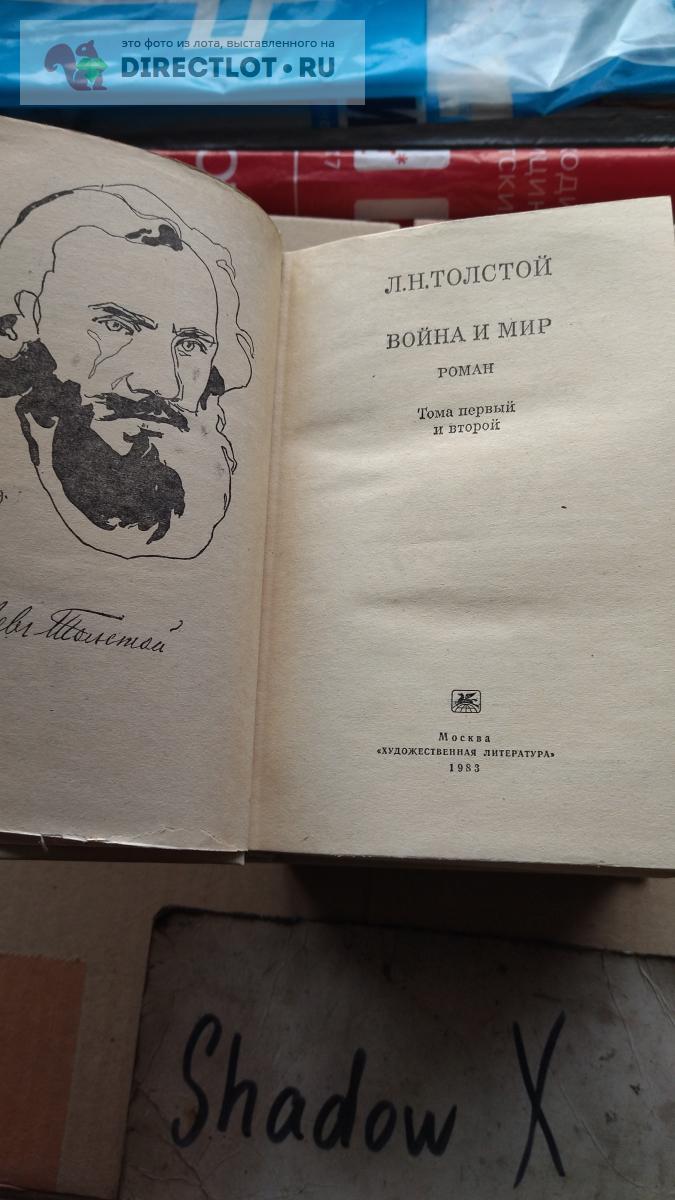 это фото из лота, выставленного на
DIRECTLOT.RU
Л.Н.ТОЛСТОЙ
ВОЙНА И МИР
РОМАН
Тома первый
и второй
Толстой
Москва
«ХУДОЖЕСТВЕННАЯ ЛИТЕРАТУРА»
1983
Shadow X